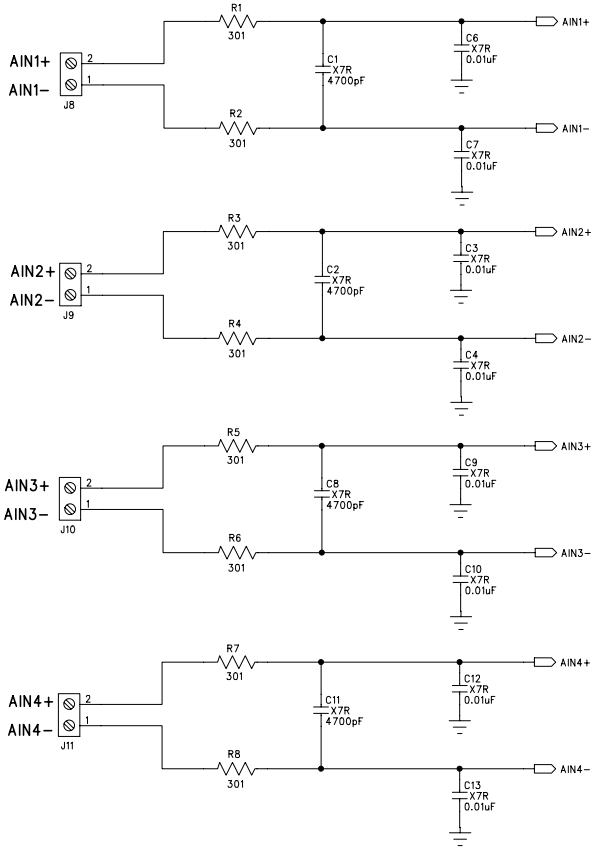 R1
301
AIN1+
C6
X7R
0.01uF
AIN1+
2
C1
X7R
4700pF
AIN1-
1
J8
R2
301
AIN1-
C7
X7R
0.01uF
R3
301
AIN2+
C3
X7R
0.01uF
AIN2+
2
C2
X7R
4700pF
AIN2-
1
J9
R4
301
AIN2-
C4
X7R
0.01uF
R5
301
AIN3+
C9
X7R
0.01uF
AIN3+
2
C8
X7R
4700pF
AIN3-
1
J10
R6
301
AIN3-
C10
X7R
0.01uF
R7
301
AIN4+
C12
X7R
0.01uF
AIN4+
2
C11
X7R
4700pF
AIN4-
1
J11
R8
301
AIN4-
C13
X7R
0.01uF